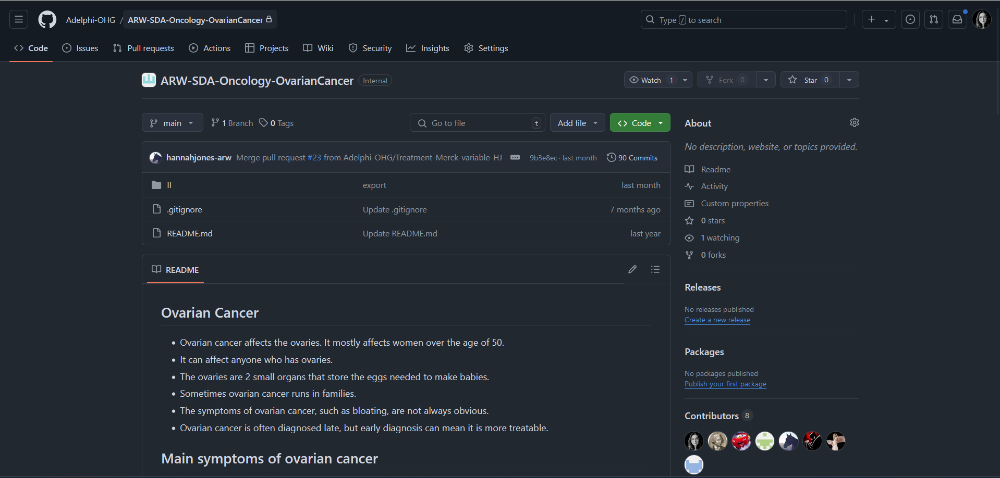 Adelphi-OHG / ARW-SDA-Oncology-OvarianCancer
Type / to search
Code
Issues
Pull requests
Actions
Projects
Wiki
Security
Insights
Settings
ARW-SDA-Oncology-OvarianCancer Internal
Watch 1
Fork 0
Star 0
main
1 Branch
0 Tags
Go to file t
Add file
Code
hannahjones-arw Merge pull request #23 from Adelphi-OHG/Treatment-Merck-variable-HJ 9b3e8ec · last month 90 Commits
II export last month
.gitignore Update .gitignore 7 months ago
README.md Update README.md last year
README
Ovarian Cancer
• Ovarian cancer affects the ovaries. It mostly affects women over the age of 50.
• It can affect anyone who has ovaries.
• The ovaries are 2 small organs that store the eggs needed to make babies.
• Sometimes ovarian cancer runs in families.
• The symptoms of ovarian cancer, such as bloating, are not always obvious.
• Ovarian cancer is often diagnosed late, but early diagnosis can mean it is more treatable.
Main symptoms of ovarian cancer
About
No description, website, or topics provided.
Readme
Activity
Custom properties
0 stars
1 watching
0 forks
Releases
No releases published
Create a new release
Packages
No packages published
Publish your first package
Contributors 8